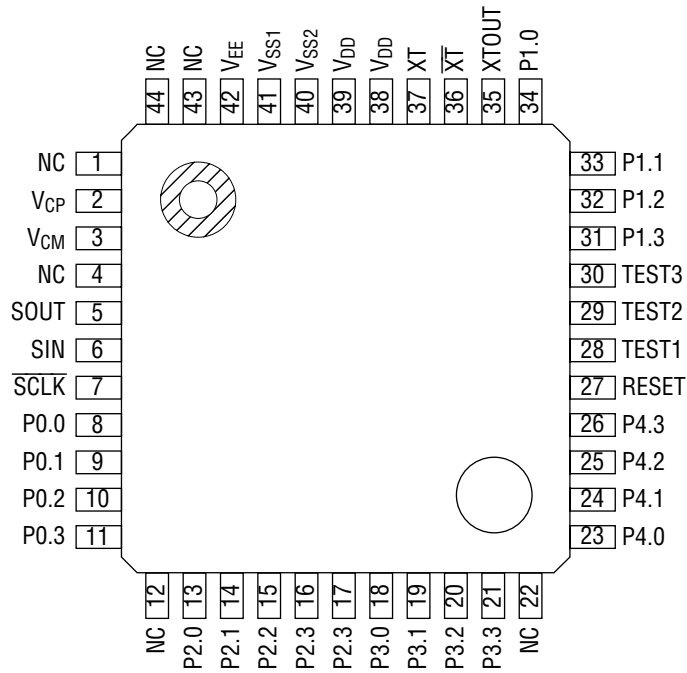 NC
NC
VEE
VSS1
VSS2
VDD
VDD
XT
X̅T̅
XTOUT
P1.0
44
43
42
41
40
39
38
37
36
35
34
NC 1
VCP 2
VCM 3
NC 4
SOUT 5
SIN 6
S̅C̅L̅K̅ 7
P0.0 8
P0.1 9
P0.2 10
P0.3 11
33 P1.1
32 P1.2
31 P1.3
30 TEST3
29 TEST2
28 TEST1
27 RESET
26 P4.3
25 P4.2
24 P4.1
23 P4.0
12
13
14
15
16
17
18
19
20
21
22
NC
P2.0
P2.1
P2.2
P2.3
P2.3
P3.0
P3.1
P3.2
P3.3
NC